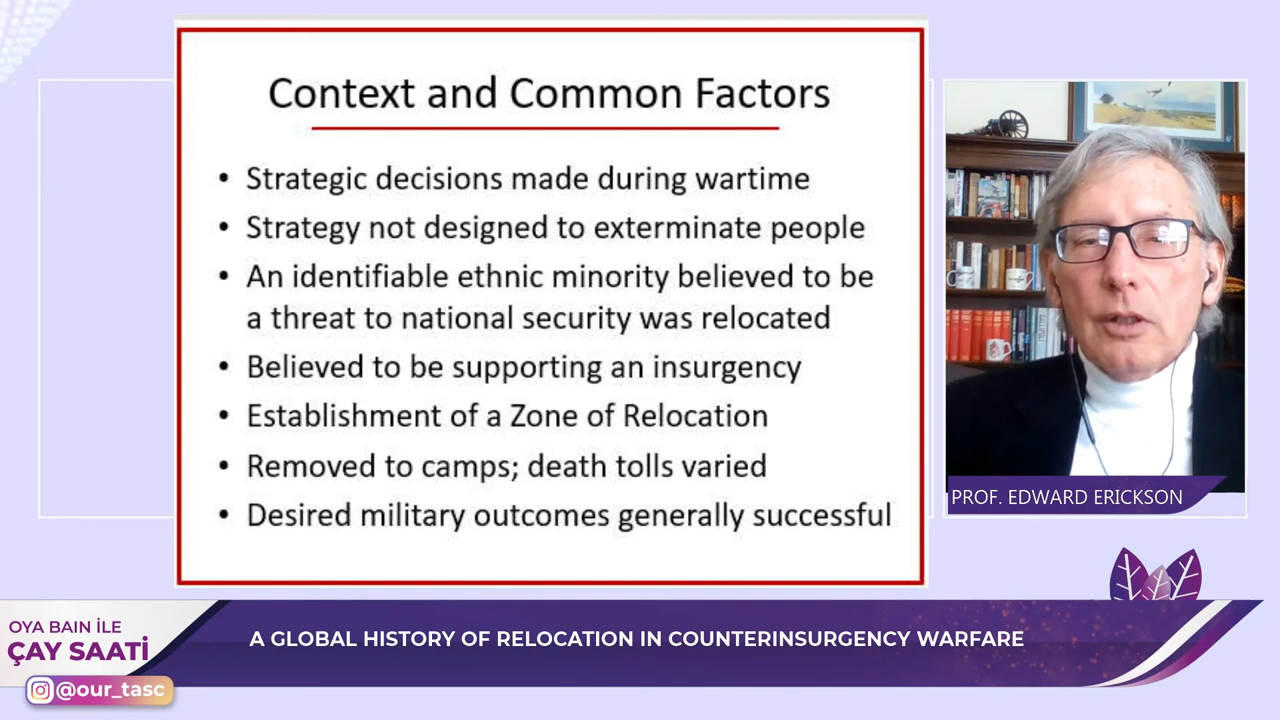 Context and Common Factors
• Strategic decisions made during wartime
• Strategy not designed to exterminate people
• An identifiable ethnic minority believed to be
a threat to national security was relocated
• Believed to be supporting an insurgency
• Establishment of a Zone of Relocation
• Removed to camps; death tolls varied
• Desired military outcomes generally successful
PROF. EDWARD ERICKSON
OYA BAIN İLE
ÇAY SAATİ
A GLOBAL HISTORY OF RELOCATION IN COUNTERINSURGENCY WARFARE
@our_tasc